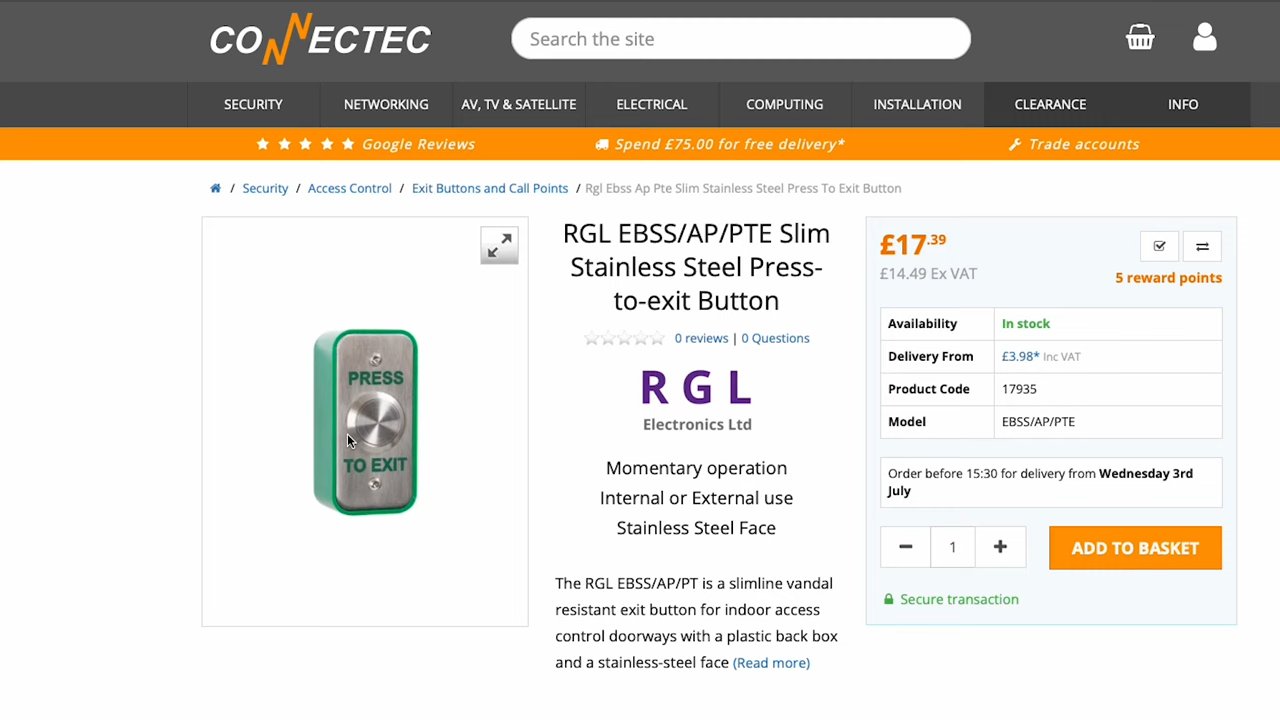 CONNECTEC
Search the site
SECURITY
NETWORKING
AV, TV & SATELLITE
ELECTRICAL
COMPUTING
INSTALLATION
CLEARANCE
INFO
Google Reviews
Spend £75.00 for free delivery*
Trade accounts
/ Security / Access Control / Exit Buttons and Call Points / Rgl Ebss Ap Pte Slim Stainless Steel Press To Exit Button
PRESS
TO EXIT
RGL EBSS/AP/PTE Slim
Stainless Steel Press-
to-exit Button
0 reviews | 0 Questions
RGL
Electronics Ltd
Momentary operation
Internal or External use
Stainless Steel Face
The RGL EBSS/AP/PT is a slimline vandal
resistant exit button for indoor access
control doorways with a plastic back box
and a stainless-steel face (Read more)
£17.39
£14.49 Ex VAT
5 reward points
Availability In stock
Delivery From £3.98* Inc VAT
Product Code 17935
Model EBSS/AP/PTE
Order before 15:30 for delivery from Wednesday 3rd
July
− 1 +
ADD TO BASKET
Secure transaction